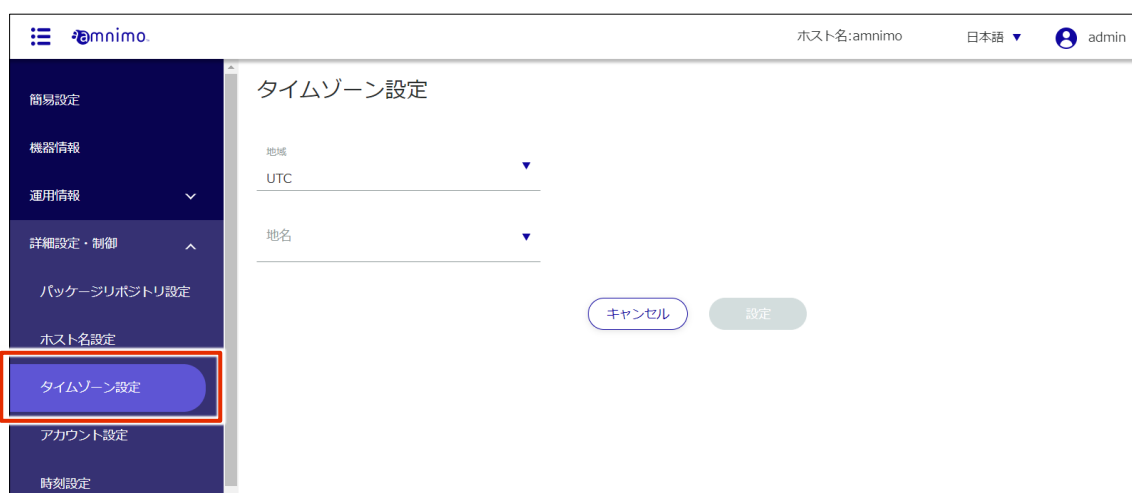 amnimo.
ホスト名:amnimo
日本語
admin
簡易設定
機器情報
運用情報
詳細設定・制御
パッケージリポジトリ設定
ホスト名設定
タイムゾーン設定
アカウント設定
時刻設定
タイムゾーン設定
地域
UTC
地名
キャンセル
設定